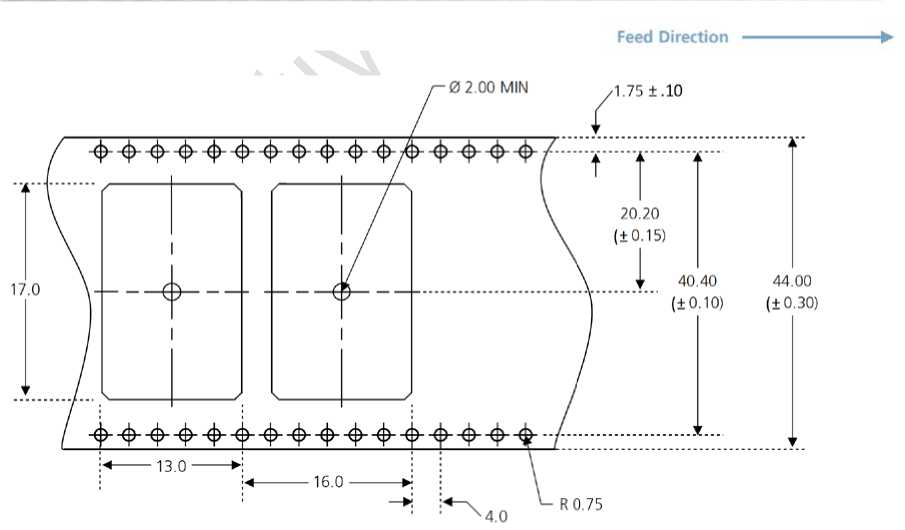 Feed Direction
Ø 2.00 MIN
1.75 ± .10
20.20
(± 0.15)
17.0
40.40
(± 0.10)
44.00
(± 0.30)
13.0
16.0
R 0.75
4.0